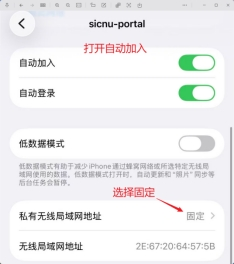 sicnu-portal
打开自动加入
自动加入
自动登录
低数据模式
低数据模式有助于减少iPhone通过蜂窝网络或所选特定无线局
域网使用的数据。低数据模式打开时，自动更新和“照片”同步等
后台任务会暂停。
选择固定
私有无线局域网地址 固定
无线局域网地址 2E:67:20:64:57:5B